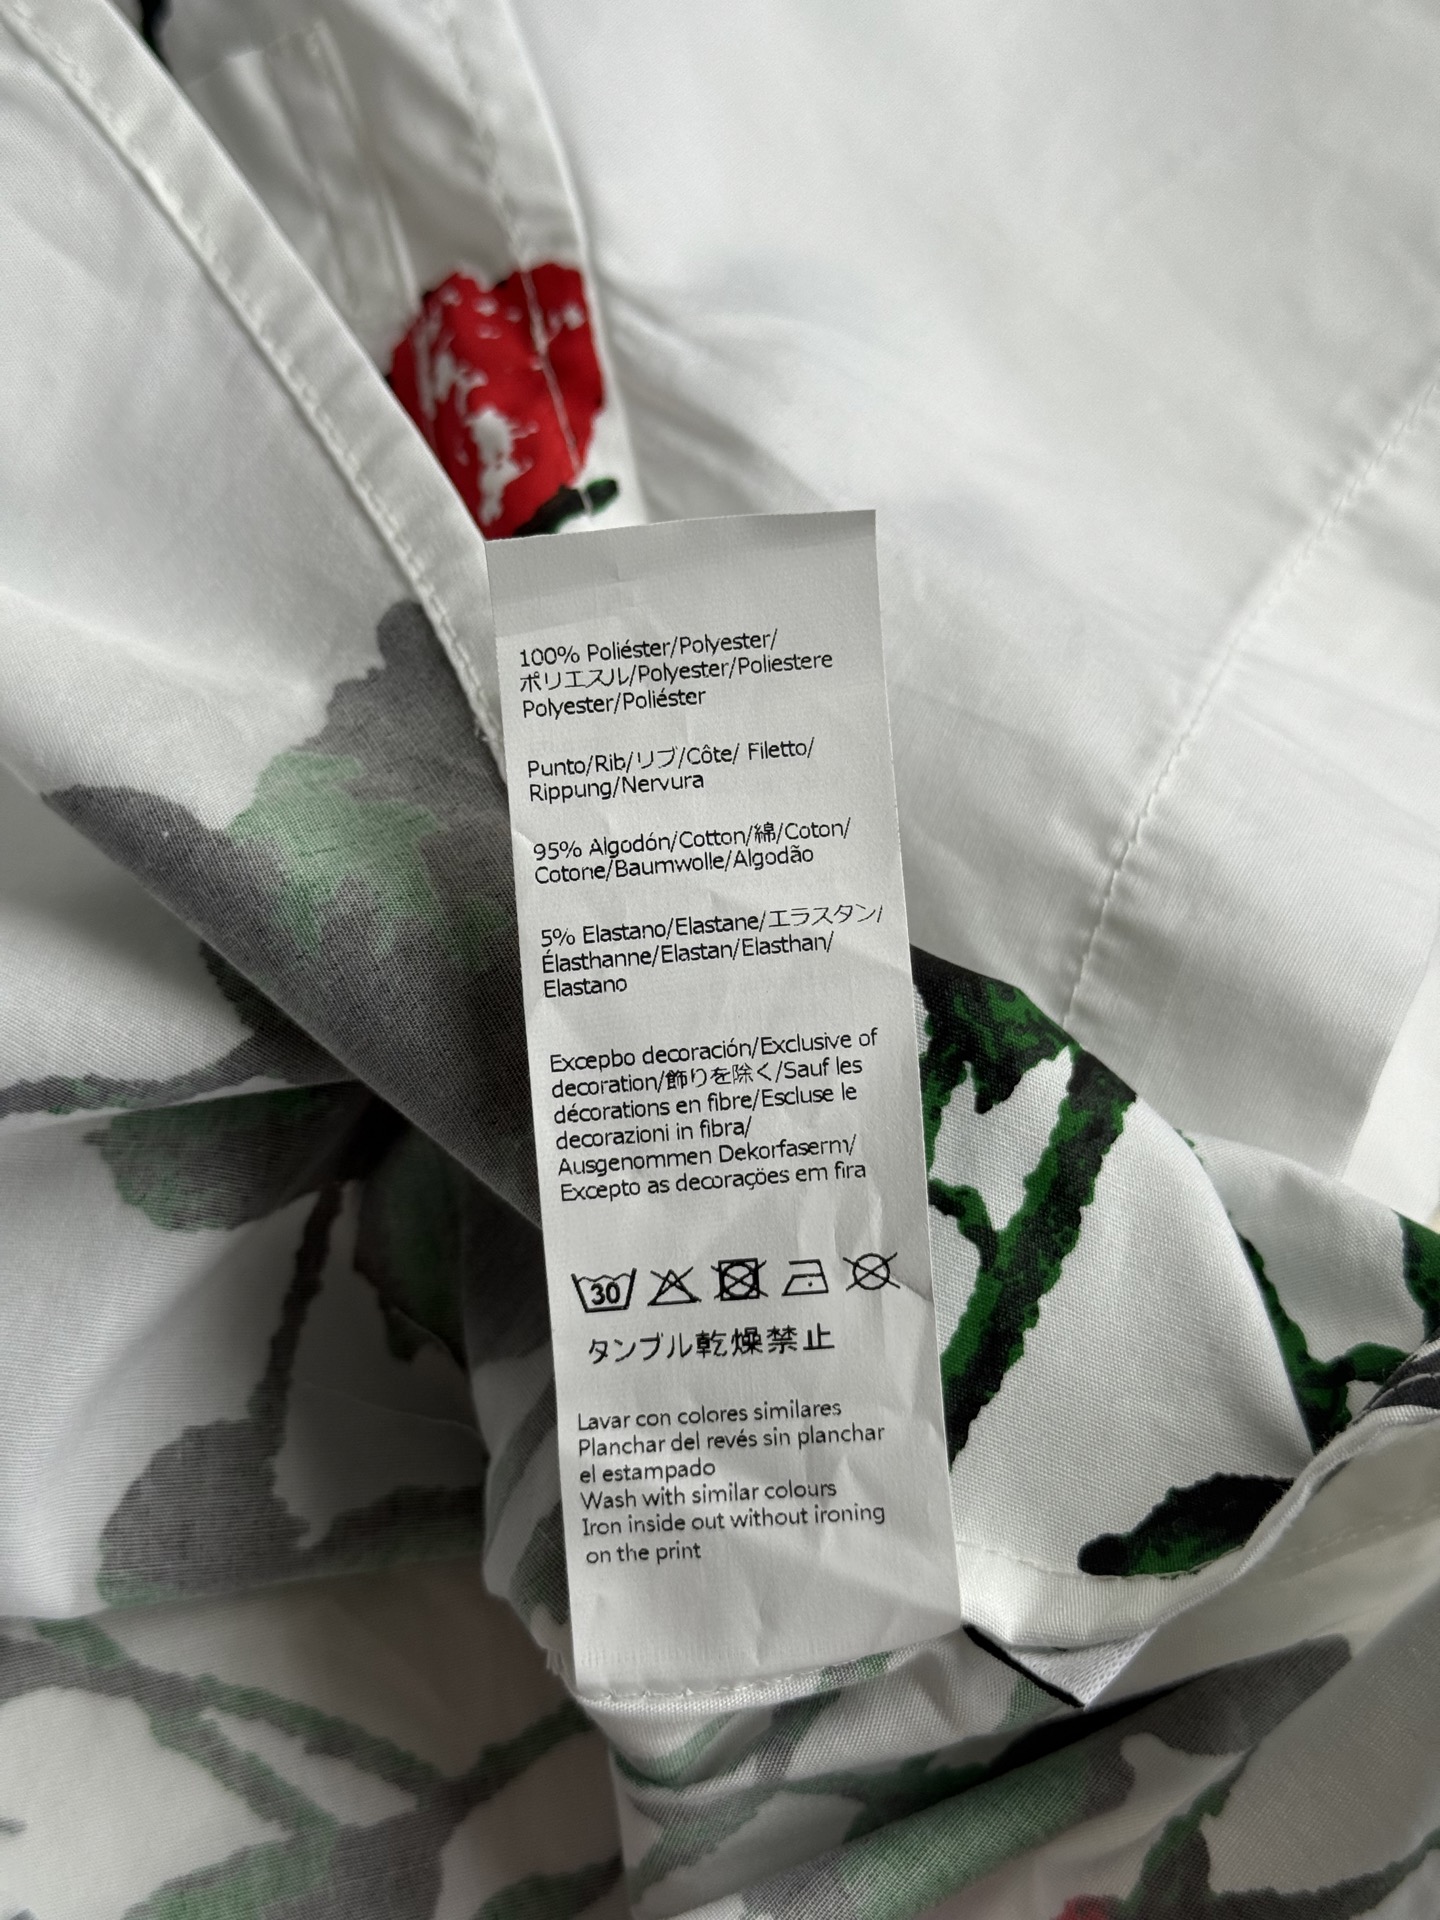 100% Poliéster/Polyester/
ポリエスル/Polyester/Poliestere
Polyester/Poliéster
Punto/Rib/リブ/Côte/ Filetto/
Rippung/Nervura
95% Algodón/Cotton/綿/Coton/
Cotone/Baumwolle/Algodão
5% Elastano/Elastane/エラスタン/
Élasthanne/Elastan/Elasthan/
Elastano
Excepbo decoración/Exclusive of
decoration/飾りを除く/Sauf les
décorations en fibre/Escluse le
decorazioni in fibra/
Ausgenommen Dekorfaserm/
Excepto as decorações em fira
30
タンブル乾燥禁止
Lavar con colores similares
Planchar del revés sin planchar
el estampado
Wash with similar colours
Iron inside out without ironing
on the print